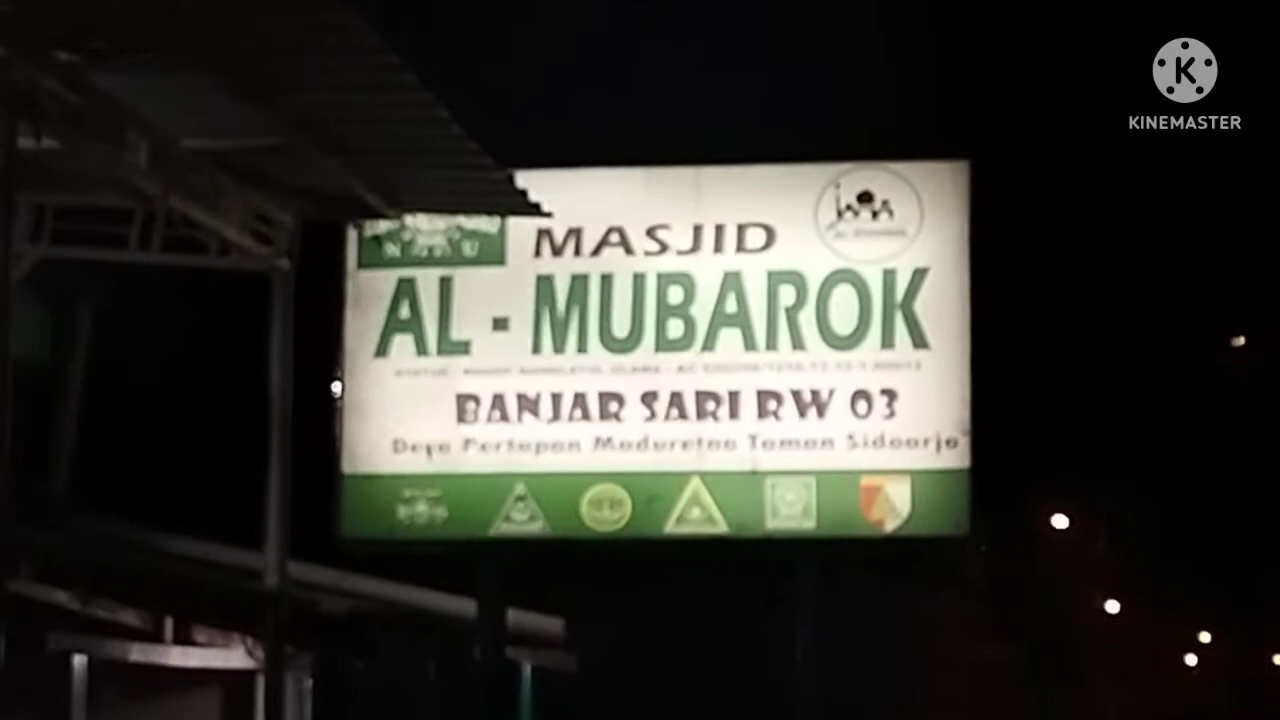 KINEMASTER
N U
MASJID
AL - MUBAROK
BANJAR SARI RW 03
Desa Pertapan Maduretno Taman Sidoarjo